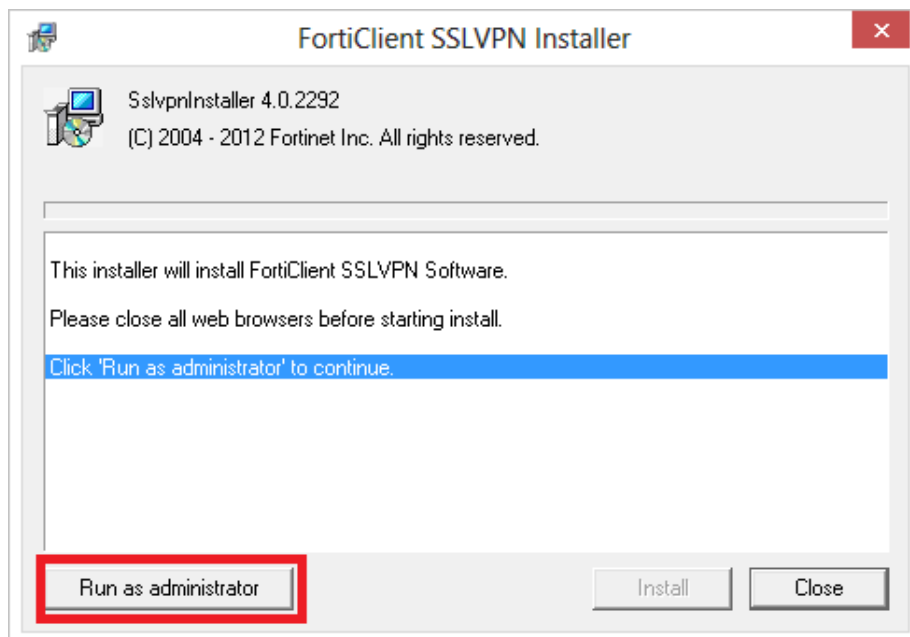 FortiClient SSLVPN Installer
SslvpnInstaller 4.0.2292
(C) 2004 - 2012 Fortinet Inc. All rights reserved.
This installer will install FortiClient SSLVPN Software.
Please close all web browsers before starting install.
Click 'Run as administrator' to continue.
Run as administrator
Install
Close